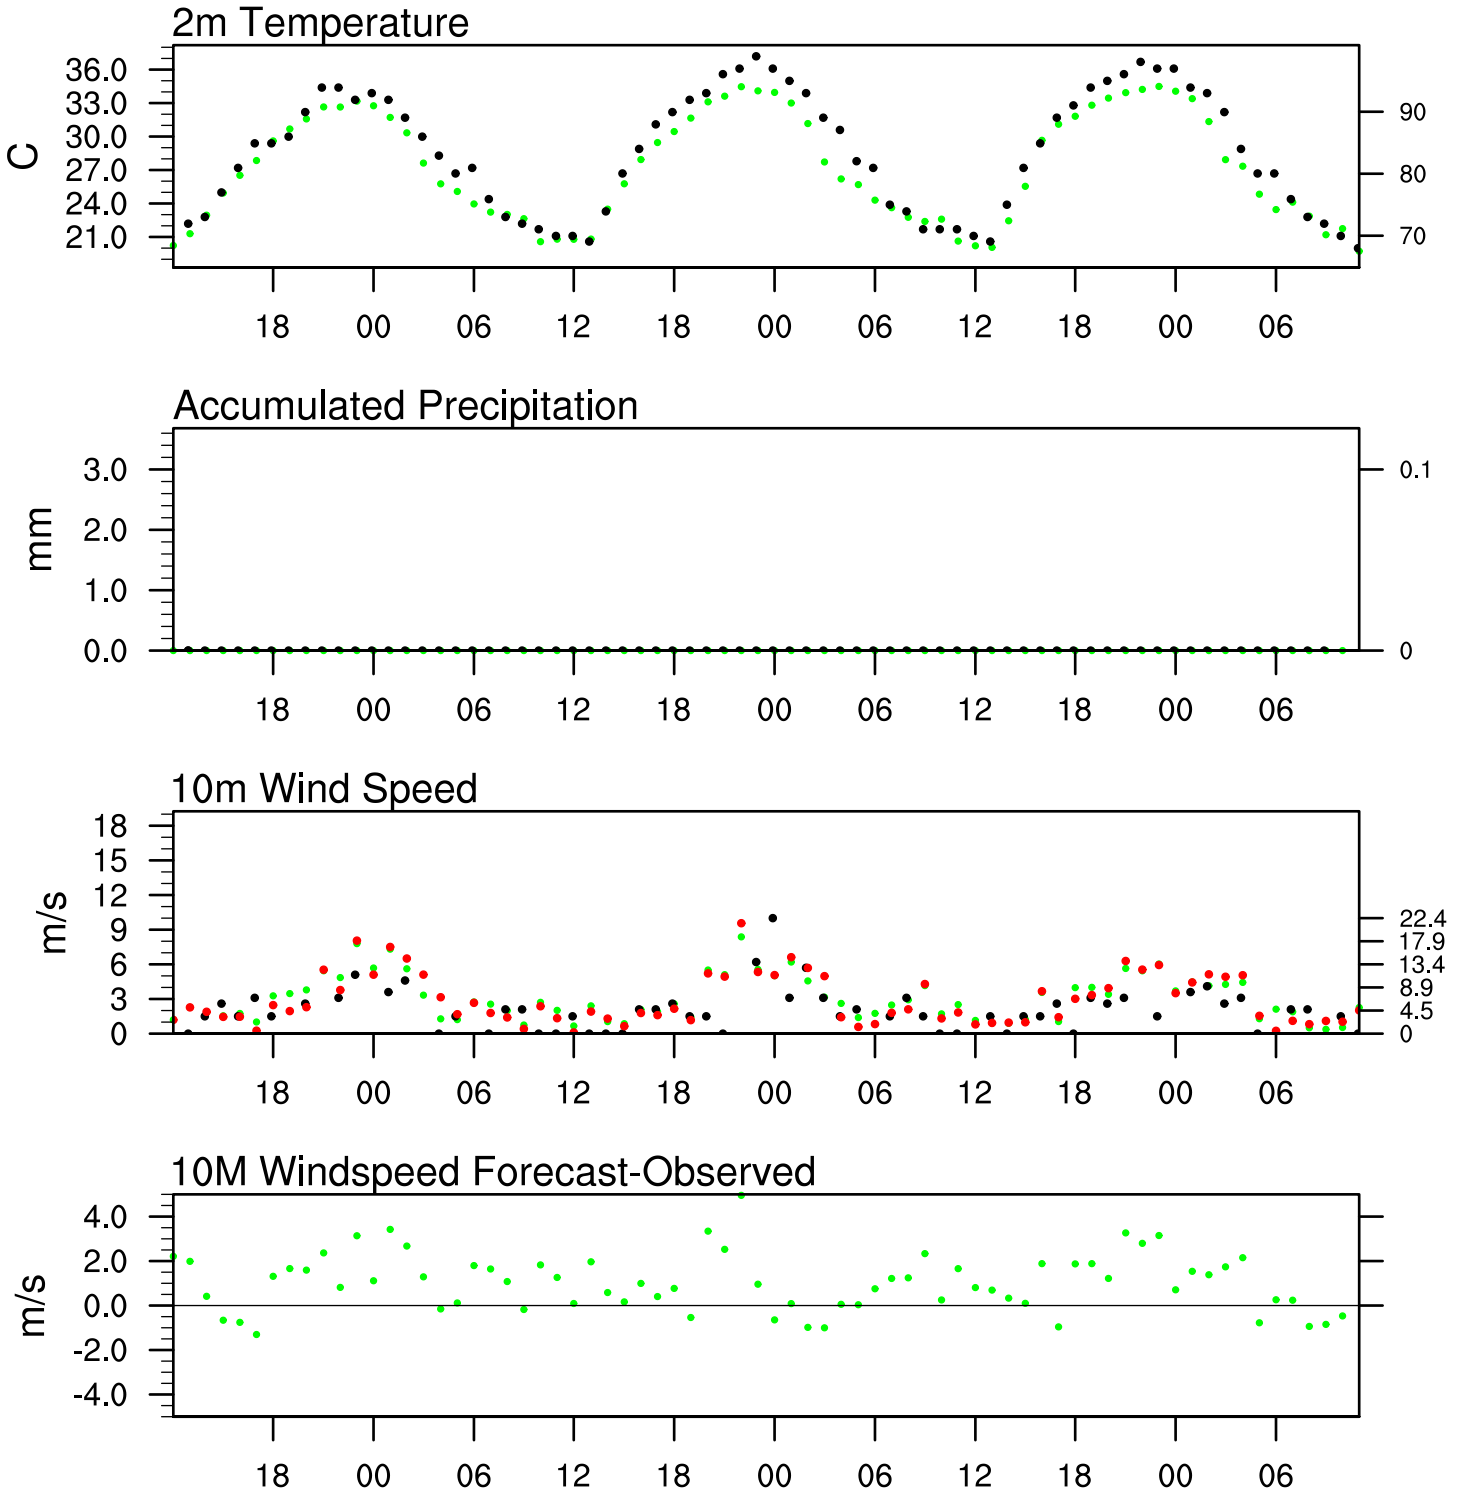 2m Temperature
36.0
33.0
30.0
27.0
24.0
21.0
C
90
80
70
18 00 06 12 18 00 06 12 18 00 06
Accumulated Precipitation
3.0
2.0
1.0
0.0
mm
0.1
0
18 00 06 12 18 00 06 12 18 00 06
10m Wind Speed
18
15
12
9
6
3
0
m/s
22.4
17.9
13.4
8.9
4.5
0
18 00 06 12 18 00 06 12 18 00 06
10M Windspeed Forecast-Observed
4.0
2.0
0.0
-2.0
-4.0
m/s
18 00 06 12 18 00 06 12 18 00 06